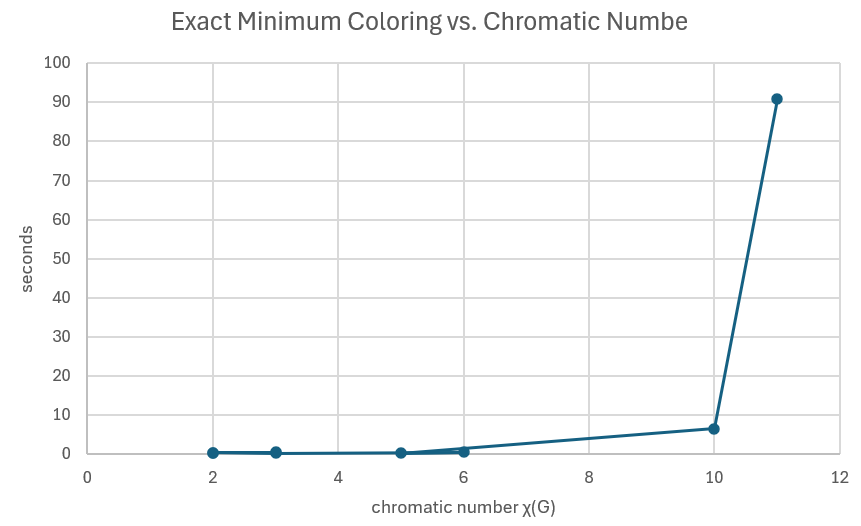 Exact Minimum Coloring vs. Chromatic Numbe
100
90
80
70
60
50
40
30
20
10
0
seconds
0 2 4 6 8 10 12
chromatic number χ(G)